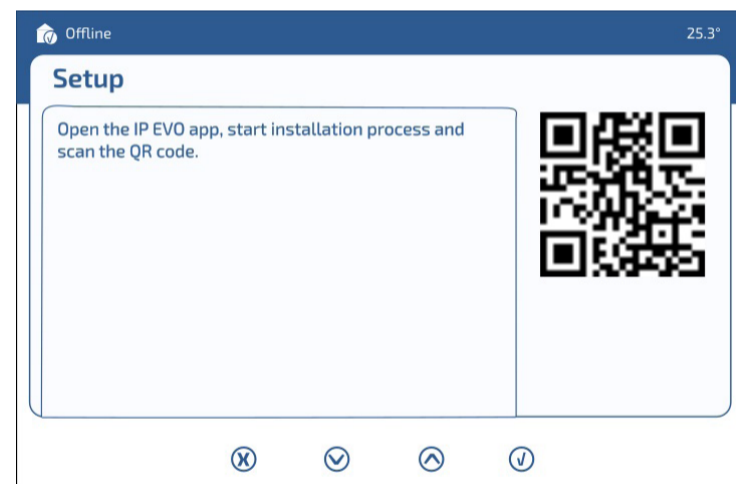 Offline
25.3°
Setup
Open the IP EVO app, start installation process and
scan the QR code.